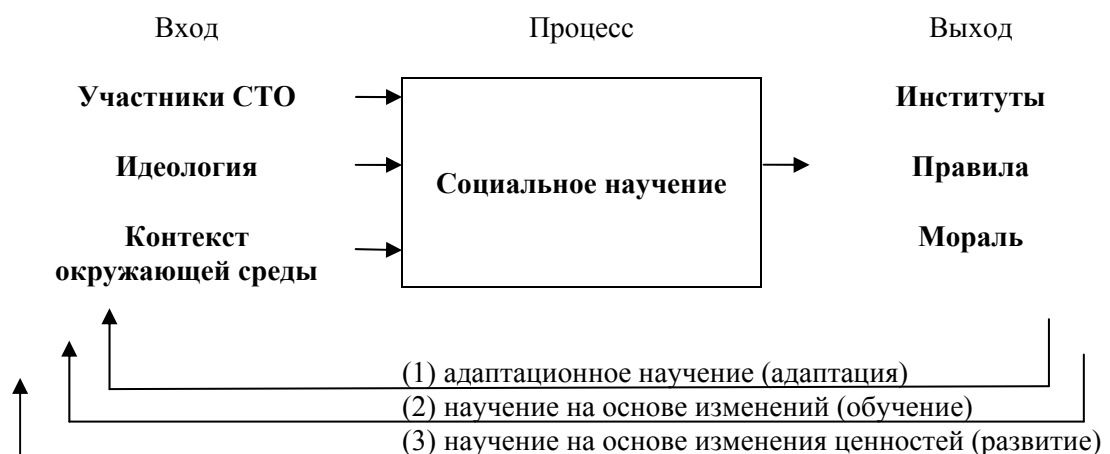 Вход Процесс Выход
Участники СТО Институты
Идеология Социальное научение Правила
Контекст
окружающей среды Мораль
(1) адаптационное научение (адаптация)
(2) научение на основе изменений (обучение)
(3) научение на основе изменения ценностей (развитие)